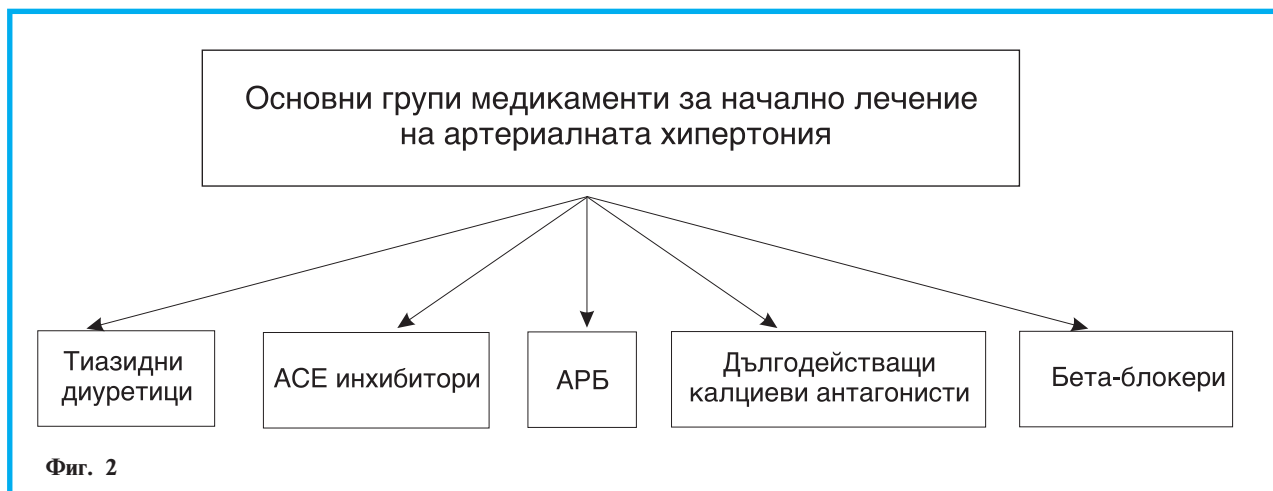 Основни групи медикаменти за начално лечение
на артериалната хипертония
Тиазидни
диуретици
АСЕ инхибитори
АРБ
Дългодействащи
калциеви антагонисти
Бета-блокери
Фиг. 2